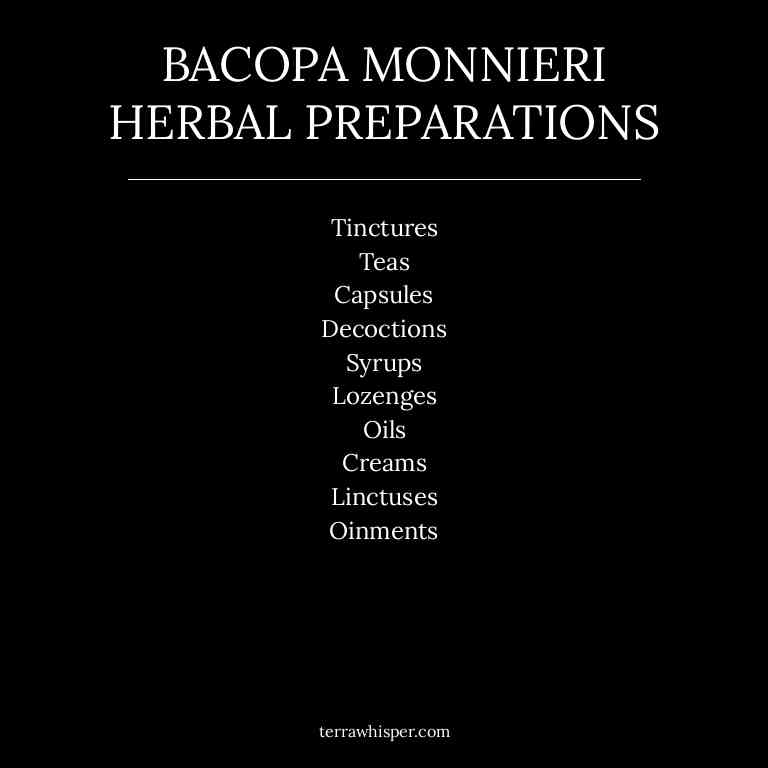 BACOPA MONNIERI
HERBAL PREPARATIONS
Tinctures
Teas
Capsules
Decoctions
Syrups
Lozenges
Oils
Creams
Linctuses
Oinments
terrawhisper.com